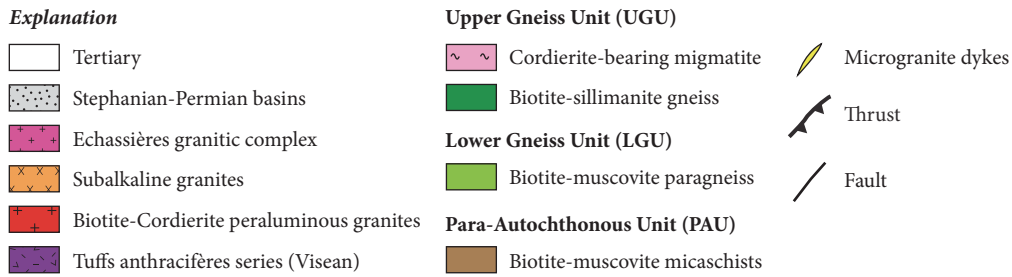 Explanation
Tertiary
Stephanian-Permian basins
Echassières granitic complex
Subalkaline granites
Biotite-Cordierite peraluminous granites
Tuffs anthracifères series (Visean)
Upper Gneiss Unit (UGU)
Cordierite-bearing migmatite
Biotite-sillimanite gneiss
Lower Gneiss Unit (LGU)
Biotite-muscovite paragneiss
Para-Autochthonous Unit (PAU)
Biotite-muscovite micaschists
Microgranite dykes
Thrust
Fault